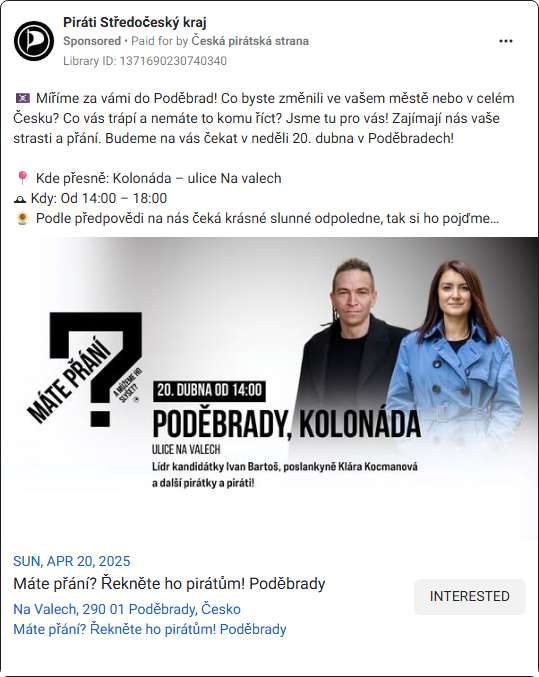 Piráti Středočeský kraj
Sponsored • Paid for by Česká pirátská strana
Library ID: 1371690230740340
🏴‍☠️ Míříme za vámi do Poděbrad! Co byste změnili ve vašem městě nebo v celém
Česku? Co vás trápí a nemáte to komu říct? Jsme tu pro vás! Zajímají nás vaše
strasti a přání. Budeme na vás čekat v neděli 20. dubna v Poděbradech!
📍 Kde přesně: Kolonáda – ulice Na valech
🕰 Kdy: Od 14:00 – 18:00
🌻 Podle předpovědi na nás čeká krásné slunné odpoledne, tak si ho pojďme...
MÁTE PŘÁNÍ
A MŮŽEME HO
SLYŠET?
20. DUBNA OD 14:00
PODĚBRADY, KOLONÁDA
ULICE NA VALECH
Lídr kandidátky Ivan Bartoš, poslankyně Klára Kocmanová
a další pirátky a piráti!
SUN, APR 20, 2025
Máte přání? Řekněte ho pirátům! Poděbrady
INTERESTED
Na Valech, 290 01 Poděbrady, Česko
Máte přání? Řekněte ho pirátům! Poděbrady